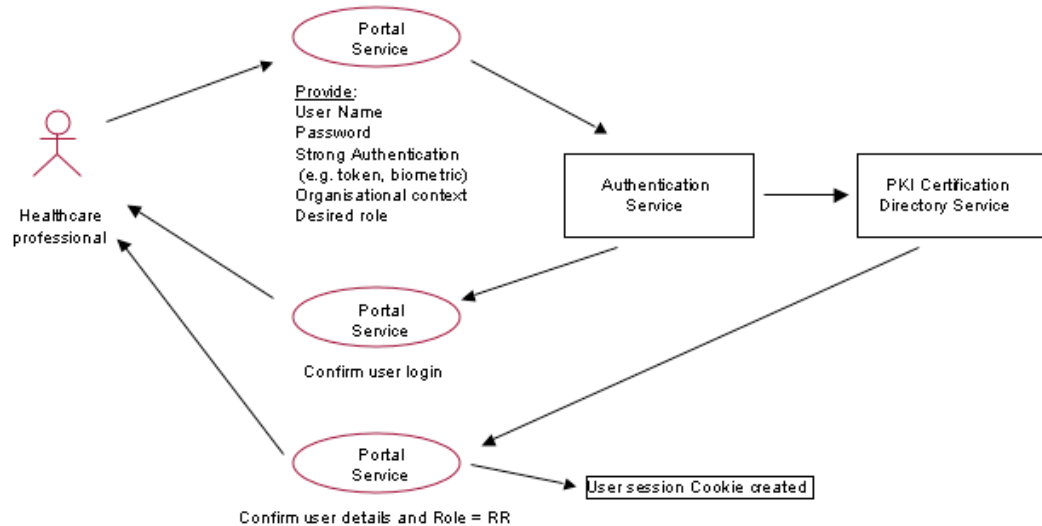 Portal
Service
Provide:
User Name
Password
Strong Authentication
(e.g. token, biometric)
Organisational context
Desired role
Healthcare
professional
Authentication
Service
PKI Certification
Directory Service
Portal
Service
Confirm user login
Portal
Service
User session Cookie created
Confirm user details and Role = RR